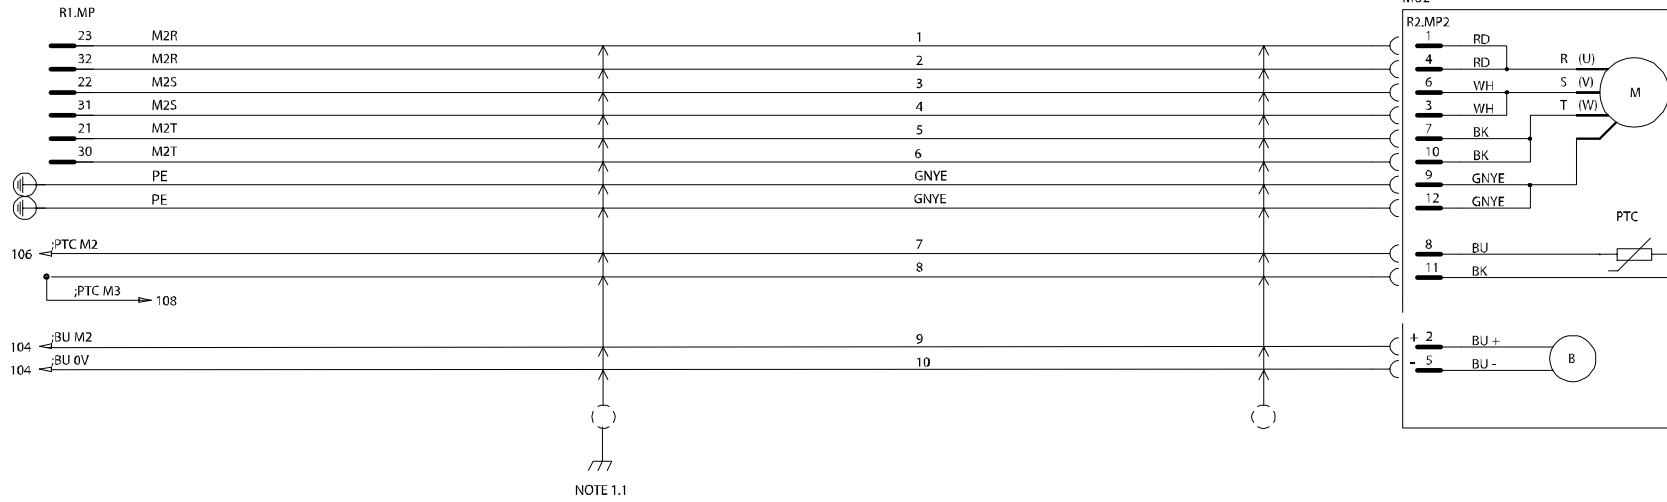 MU2
R1.MP
R2.MP2
23 M2R 1 1 RD
32 M2R 2 4 RD R (U)
22 M2S 3 6 WH S (V) M
31 M2S 4 3 WH T (W)
21 M2T 5 7 BK
30 M2T 6 10 BK
PE GNYE 9 GNYE
PE GNYE 12 GNYE
PTC
106 ;PTC M2 7 8 BU
8 11 BK
;PTC M3 108
104 ;BU M2 9 + 2 BU +
B
104 ;BU 0V 10 - 5 BU -
NOTE 1.1